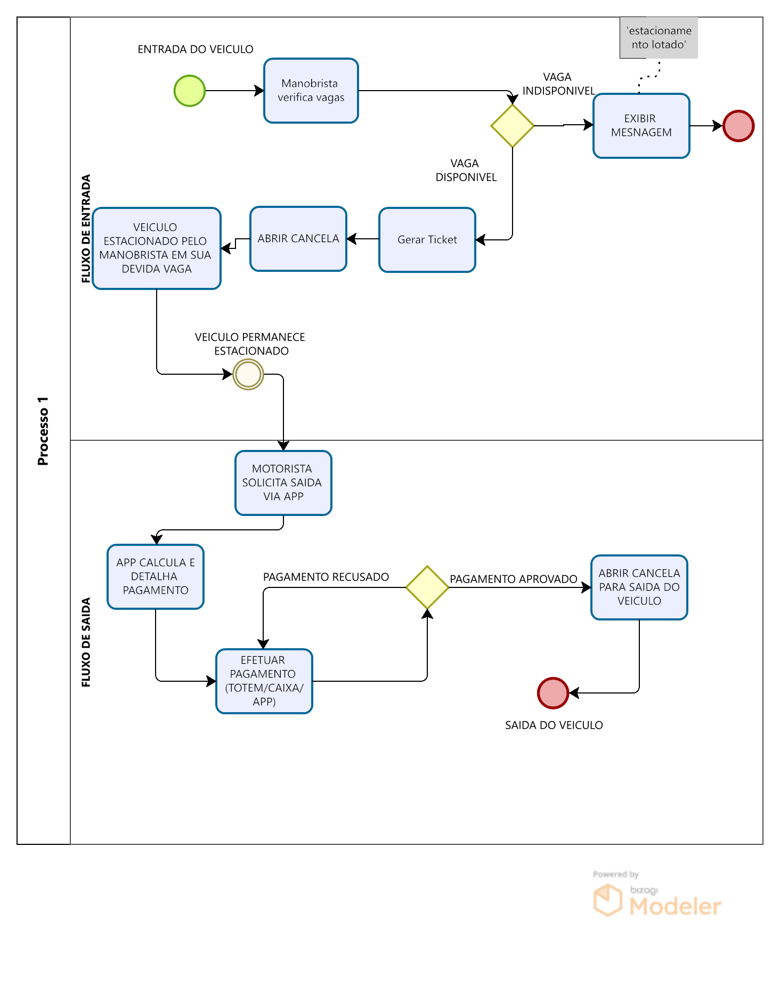 'estacioname
nto lotado'
ENTRADA DO VEICULO
Manobrista
verifica vagas
VAGA
INDISPONIVEL
EXIBIR
MESNAGEM
VAGA
DISPONIVEL
FLUXO DE ENTRADA
VEICULO
ESTACIONADO PELO
MANOBRISTA EM SUA
DEVIDA VAGA
ABRIR CANCELA
Gerar Ticket
VEICULO PERMANECE
ESTACIONADO
Processo 1
MOTORISTA
SOLICITA SAIDA
VIA APP
APP CALCULA E
DETALHA
PAGAMENTO
PAGAMENTO RECUSADO
PAGAMENTO APROVADO
ABRIR CANCELA
PARA SAIDA DO
VEICULO
FLUXO DE SAIDA
EFETUAR
PAGAMENTO
(TOTEM/CAIXA/
APP)
SAIDA DO VEICULO
Powered by
bizagi
Modeler